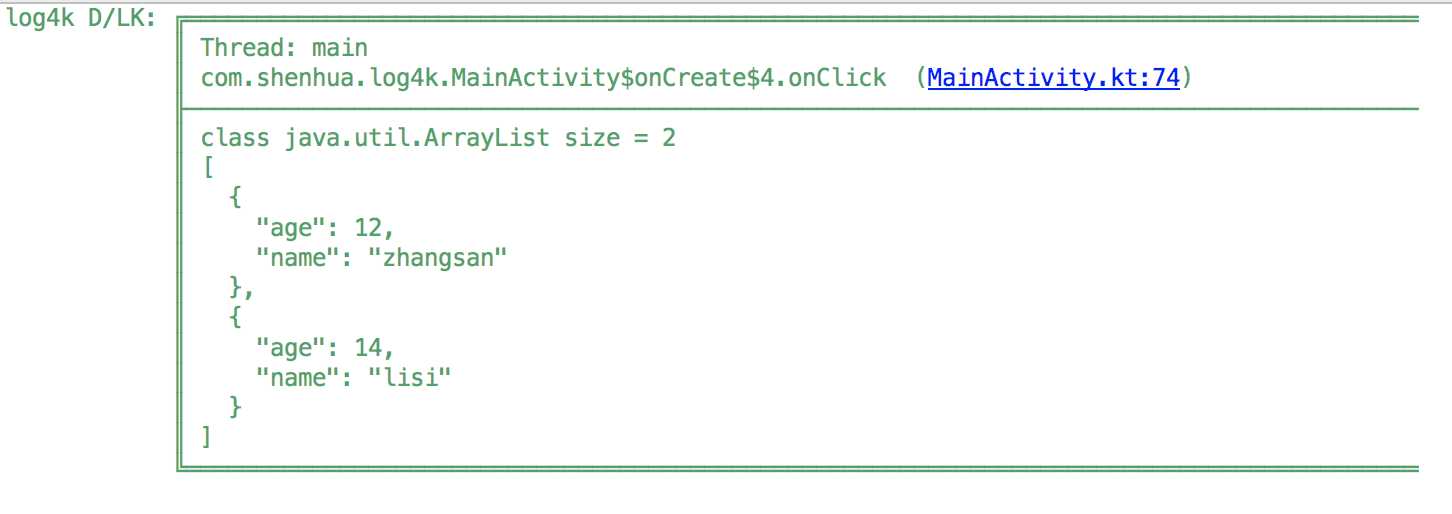 log4k D/LK:
Thread: main
com.shenhua.log4k.MainActivity$onCreate$4.onClick  (MainActivity.kt:74)
class java.util.ArrayList size = 2
[
  {
    "age": 12,
    "name": "zhangsan"
  },
  {
    "age": 14,
    "name": "lisi"
  }
]